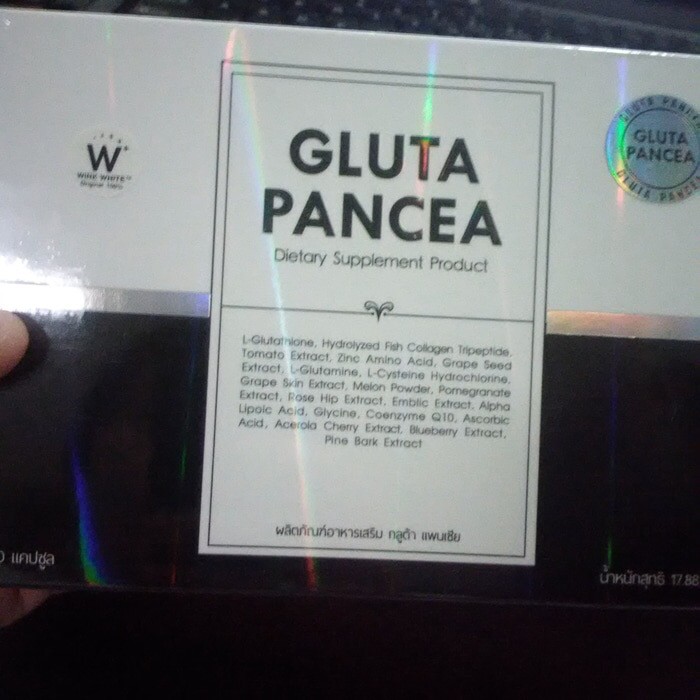 GLUTA
PANCEA
Dietary Supplement Product
L-Glutathione, Hydrolyzed Fish Collagen Tripeptide,
Tomato Extract, Zinc Amino Acid, Grape Seed
Extract, L-Glutamine, L-Cysteine Hydrochlorine,
Grape Skin Extract, Melon Powder, Pomegranate
Extract, Rose Hip Extract, Emblic Extract, Alpha
Lipoic Acid, Glycine, Coenzyme Q10, Ascorbic
Acid, Acerola Cherry Extract, Blueberry Extract,
Pine Bark Extract
ผลิตภัณฑ์อาหารเสริม กลูต้า แพนเซีย
W
WINK WHITE
GLUTA PANCEA
GLUTA
PANCEA
GLUTA PANCEA
แคปซูล
น้ำหนักสุทธิ 17.88